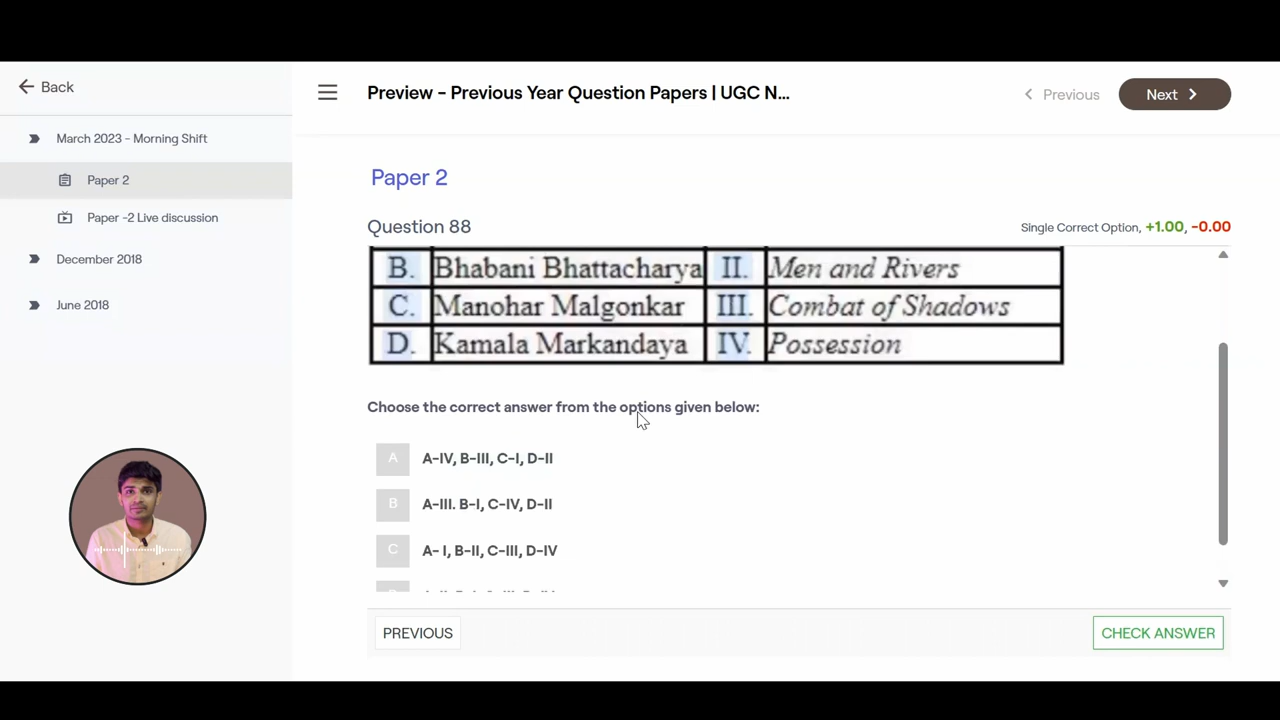 Back
Preview - Previous Year Question Papers | UGC N...
Previous
Next
March 2023 - Morning Shift
Paper 2
Paper -2 Live discussion
December 2018
June 2018
Paper 2
Question 88
Single Correct Option, +1.00, -0.00
B. Bhabani Bhattacharya II. Men and Rivers
C. Manohar Malgonkar III. Combat of Shadows
D. Kamala Markandaya IV. Possession
Choose the correct answer from the options given below:
A A-IV, B-III, C-I, D-II
B A-III. B-I, C-IV, D-II
C A- I, B-II, C-III, D-IV
PREVIOUS
CHECK ANSWER